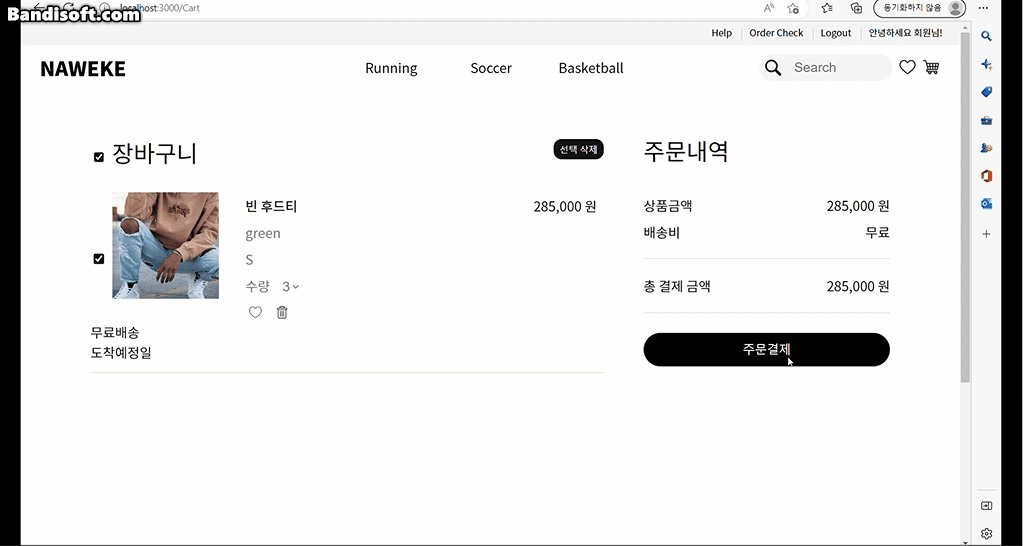 Bandisoft.com
localhost:3000/Cart
동기화하지 않음
Help Order Check Logout 안녕하세요 회원님!
NAWEKE Running Soccer Basketball Search
장바구니 선택 삭제 주문내역
빈 후드티 285,000 원 상품금액 285,000 원
green 배송비 무료
S
수량 3 총 결제 금액 285,000 원
무료배송
도착예정일
주문결제